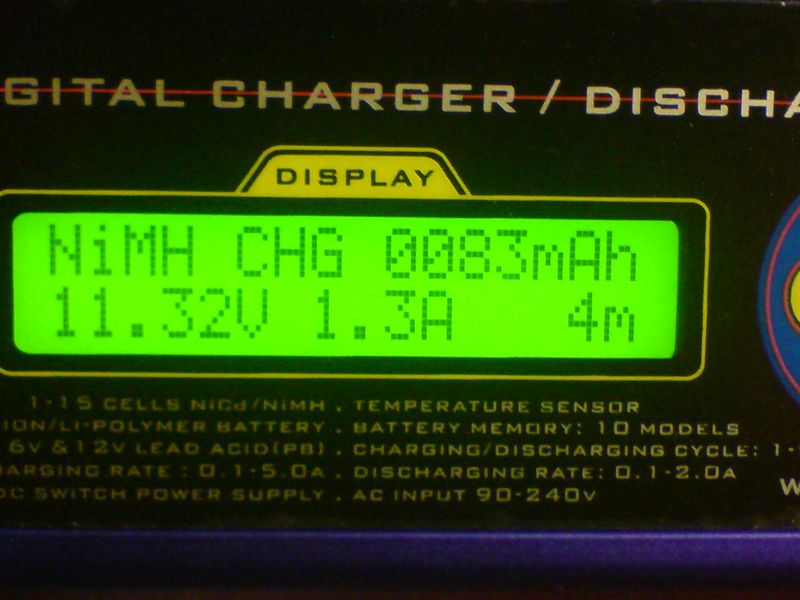 GITAL CHARGER / DISCHA
DISPLAY
NiMH CHG 0083mAh
11.32V 1.3A 4m
1-15 CELLS NiCd/NiMH . TEMPERATURE SENSOR
ION/LI-POLYMER BATTERY . BATTERY MEMORY: 10 MODELS
6V & 12V LEAD ACID(PB) . CHARGING/DISCHARGING CYCLE: 1-
HARGING RATE : 0.1-5.0A . DISCHARGING RATE: 0.1-2.0A
DC SWITCH POWER SUPPLY . AC INPUT 90-240V
W